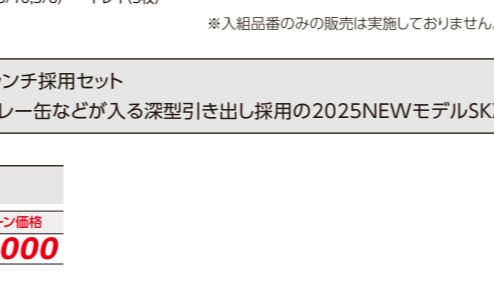 ※入組品番のみの販売は実施しておりません。
ンチ採用セット
レー缶などが入る深型引き出し採用の2025NEWモデルSK
ーン価格
000